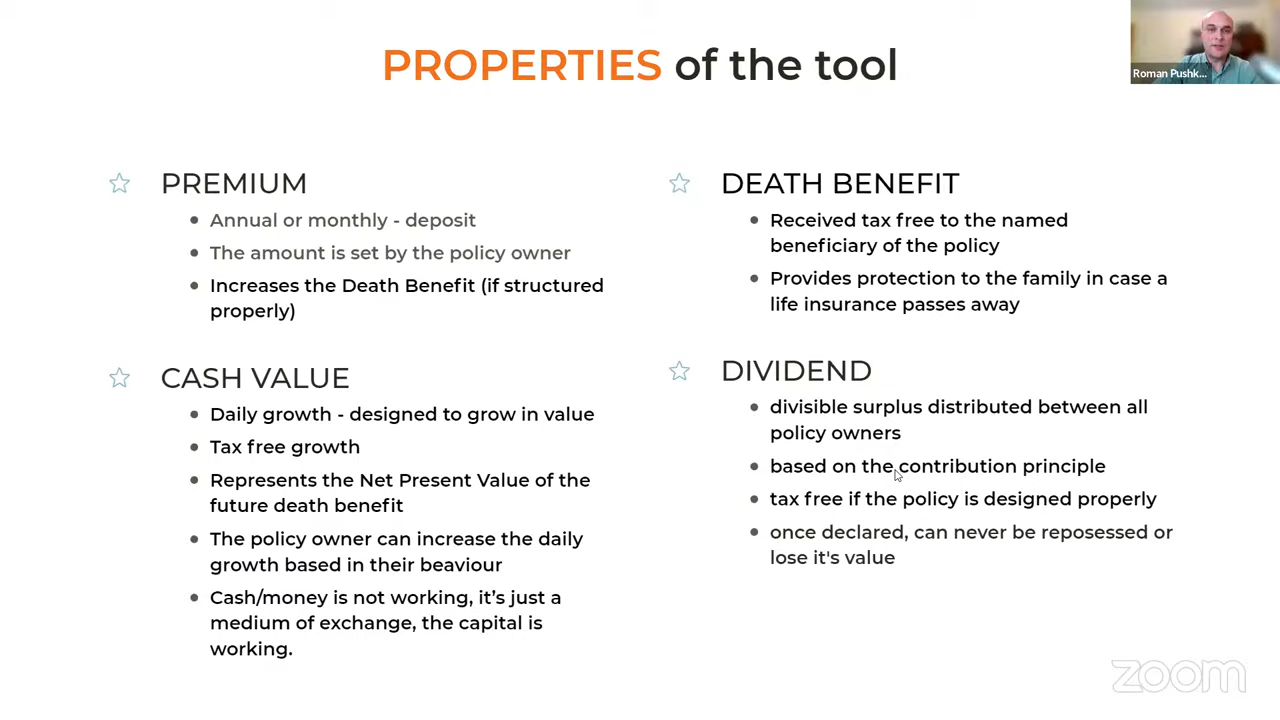 PROPERTIES of the tool
Roman Pushk...
PREMIUM
Annual or monthly - deposit
The amount is set by the policy owner
Increases the Death Benefit (if structured
properly)
CASH VALUE
Daily growth - designed to grow in value
Tax free growth
Represents the Net Present Value of the
future death benefit
The policy owner can increase the daily
growth based in their beaviour
Cash/money is not working, it’s just a
medium of exchange, the capital is
working.
DEATH BENEFIT
Received tax free to the named
beneficiary of the policy
Provides protection to the family in case a
life insurance passes away
DIVIDEND
divisible surplus distributed between all
policy owners
based on the contribution principle
tax free if the policy is designed properly
once declared, can never be reposessed or
lose it's value
zoom